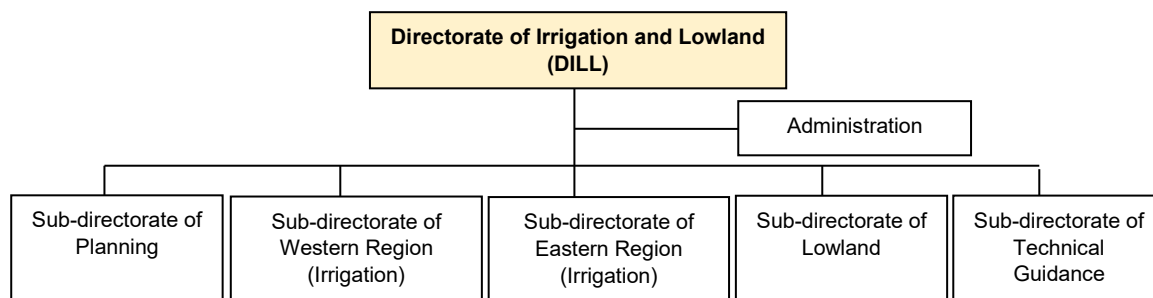 Directorate of Irrigation and Lowland
(DILL)
Administration
Sub-directorate of
Planning
Sub-directorate of
Western Region
(Irrigation)
Sub-directorate of
Eastern Region
(Irrigation)
Sub-directorate of
Lowland
Sub-directorate of
Technical
Guidance